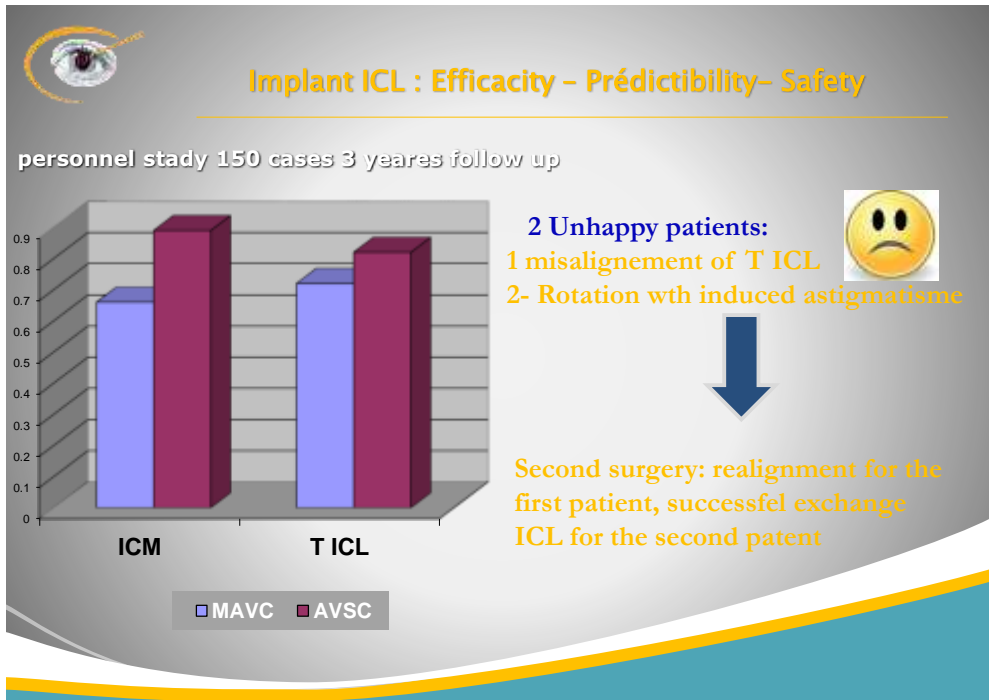 Implant ICL : Efficacity – Prédictibility– Safety
personnel stady 150 cases 3 yeares follow up
0.9
0.8
0.7
0.6
0.5
0.4
0.3
0.2
0.1
0
ICM
T ICL
MAVC
AVSC
2 Unhappy patients:
1 misalignement of T ICL
2- Rotation wth induced astigmatisme
Second surgery: realignment for the
first patient, successfel exchange
ICL for the second patent